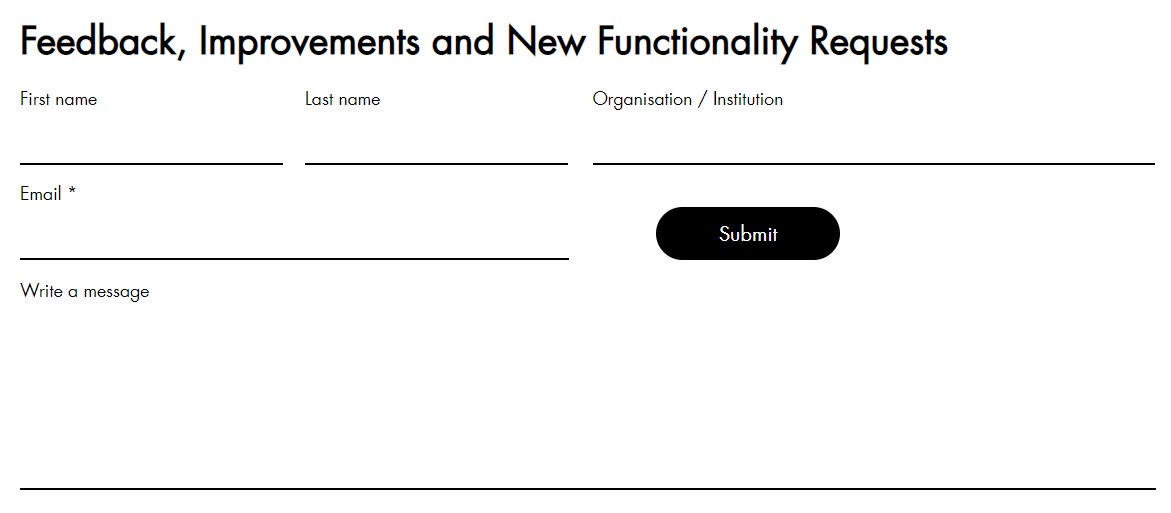 Feedback, Improvements and New Functionality Requests
First name Last name Organisation / Institution
Email *
Submit
Write a message